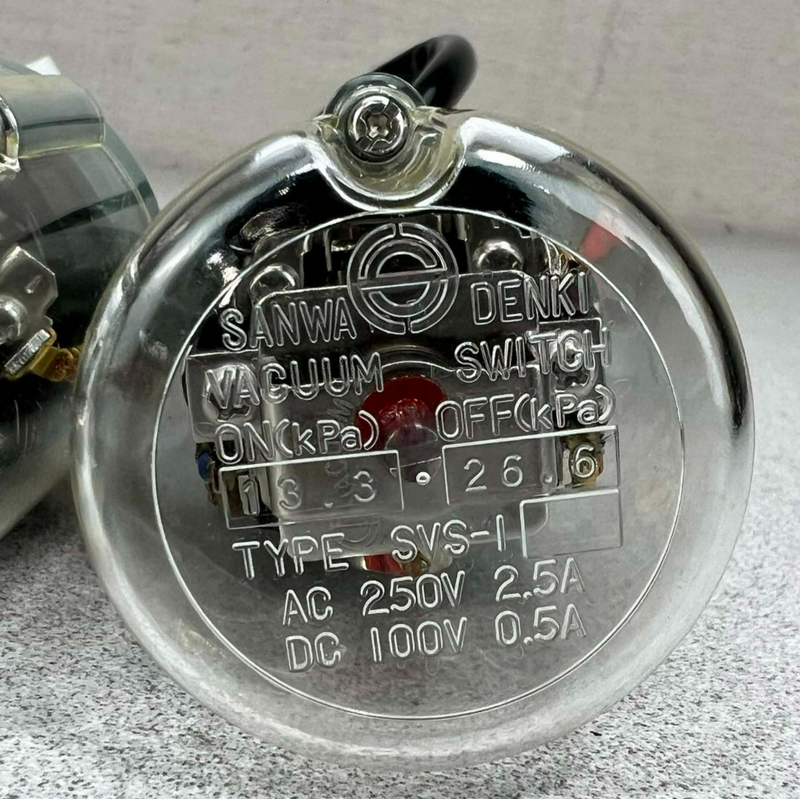 SANWA DENKI
VACUUM SWITCH
ON(kPa) OFF(kPa)
13.3 · 26.6
TYPE SVS-1
AC 250V 2.5A
DC 100V 0.5A